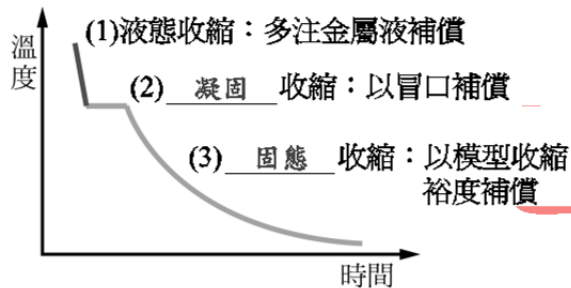 溫度
(1)液態收縮：多注金屬液補償
(2) 凝固 收縮：以冒口補償
(3) 固態 收縮：以模型收縮
裕度補償
時間